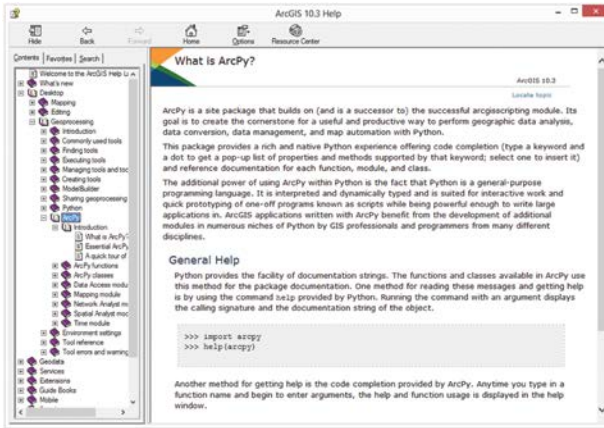 ArcGIS 10.3 Help
Hide Back Forward Home Options Resource Center
Contents Favorites Search
Welcome to the ArcGIS Help Li
What's new
Desktop
Mapping
Editing
Geoprocessing
Introduction
Commonly used tools
Finding tools
Executing tools
Managing tools and too
Creating tools
ModelBuilder
Sharing geoprocessing
Python
ArcPy
Introduction
What is ArcPy?
Essential ArcPy
A quick tour of
ArcPy functions
ArcPy classes
Data Access modu
Mapping module
Network Analyst mo
Spatial Analyst moc
Time module
Environment settings
Tool reference
Tool errors and warning
Geodata
Services
Extensions
Guide Books
Mobile
What is ArcPy?
ArcGIS 10.3
Locate topic
ArcPy is a site package that builds on (and is a successor to) the successful arcgisscripting module. Its
goal is to create the cornerstone for a useful and productive way to perform geographic data analysis,
data conversion, data management, and map automation with Python.
This package provides a rich and native Python experience offering code completion (type a keyword and
a dot to get a pop-up list of properties and methods supported by that keyword; select one to insert it)
and reference documentation for each function, module, and class.
The additional power of using ArcPy within Python is the fact that Python is a general-purpose
programming language. It is interpreted and dynamically typed and is suited for interactive work and
quick prototyping of one-off programs known as scripts while being powerful enough to write large
applications in. ArcGIS applications written with ArcPy benefit from the development of additional
modules in numerous niches of Python by GIS professionals and programmers from many different
disciplines.
General Help
Python provides the facility of documentation strings. The functions and classes available in ArcPy use
this method for the package documentation. One method for reading these messages and getting help
is by using the command help provided by Python. Running the command with an argument displays
the calling signature and the documentation string of the object.
>>> import arcpy
>>> help(arcpy)
Another method for getting help is the code completion provided by ArcPy. Anytime you type in a
function name and begin to enter arguments, the help and function usage is displayed in the help
window.